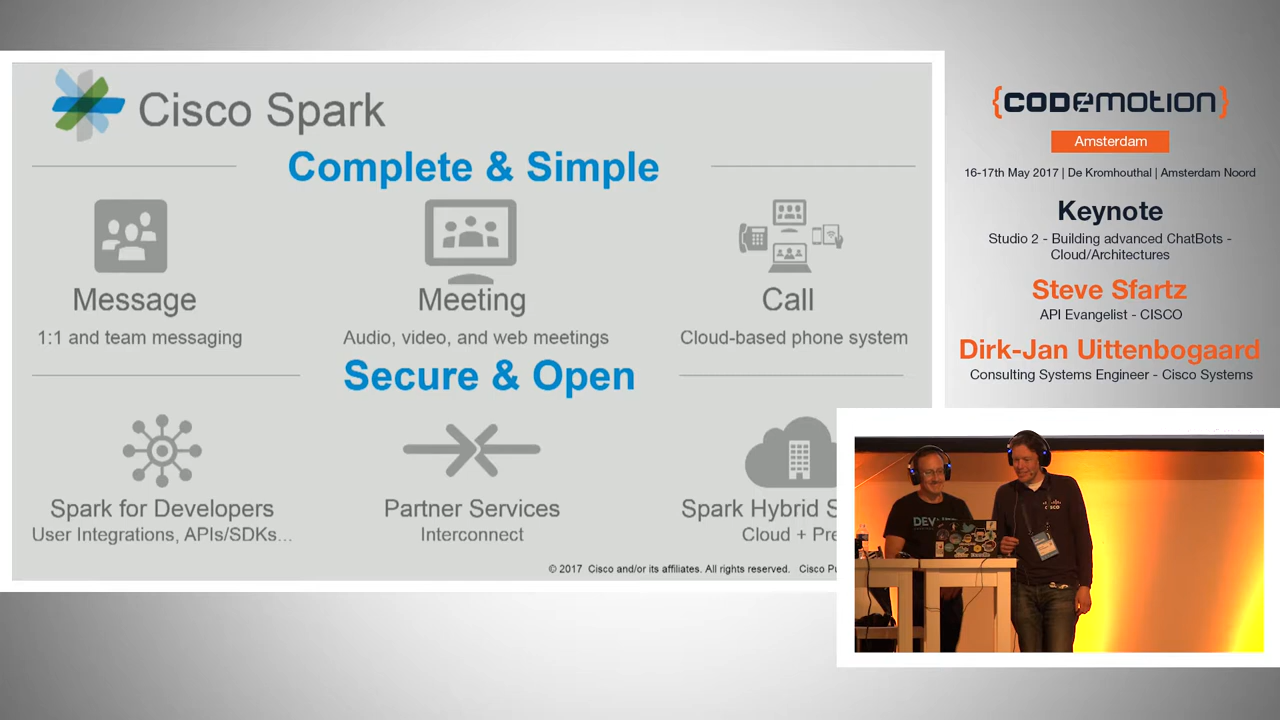 Cisco Spark
Complete & Simple
Message
Meeting
Call
1:1 and team messaging
Audio, video, and web meetings
Cloud-based phone system
Secure & Open
Spark for Developers
Partner Services
Spark Hybrid S
User Integrations, APIs/SDKs...
Interconnect
Cloud + Pre
© 2017 Cisco and/or its affiliates. All rights reserved. Cisco Pu
{CODEMOTION}
Amsterdam
16-17th May 2017 | De Kromhouthal | Amsterdam Noord
Keynote
Studio 2 - Building advanced ChatBots -
Cloud/Architectures
Steve Sfartz
API Evangelist - CISCO
Dirk-Jan Uittenbogaard
Consulting Systems Engineer - Cisco Systems
CISCO